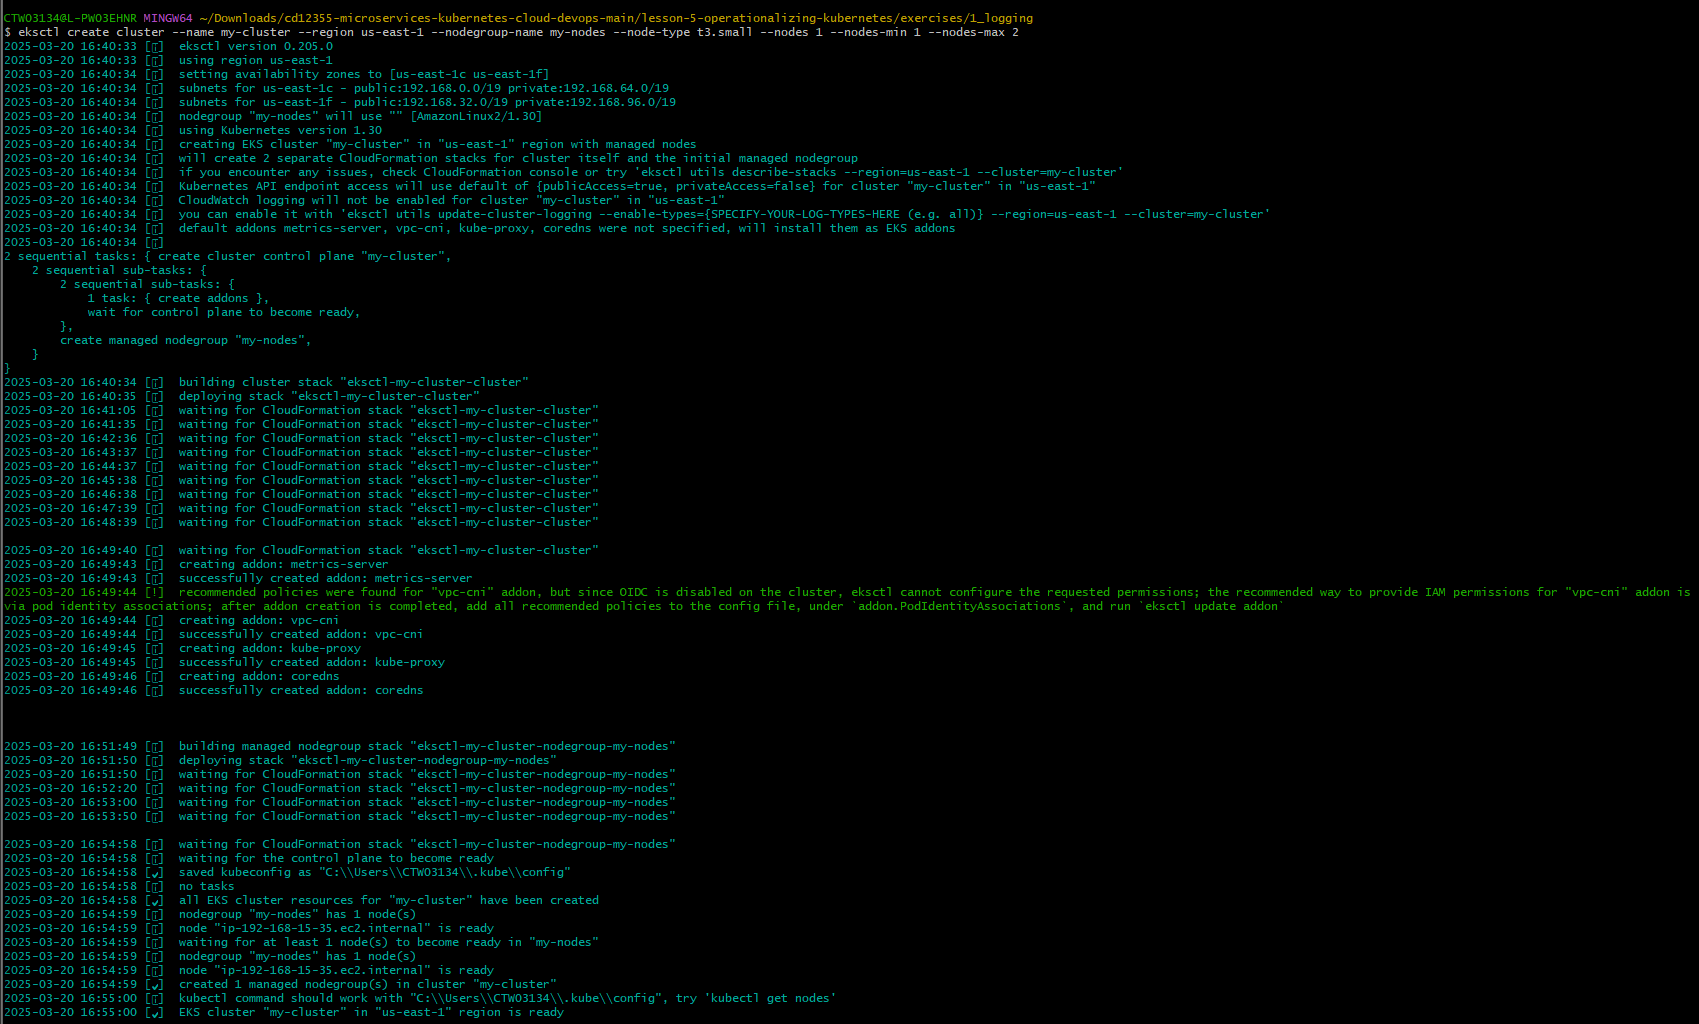 CTW03134@L-PW03EHNR MINGW64 ~/Downloads/cd12355-microservices-kubernetes-cloud-devops-main/lesson-5-operationalizing-kubernetes/exercises/1_logging
$ eksctl create cluster --name my-cluster --region us-east-1 --nodegroup-name my-nodes --node-type t3.small --nodes 1 --nodes-min 1 --nodes-max 2
2025-03-20 16:40:33 [ℹ]  eksctl version 0.205.0
2025-03-20 16:40:33 [ℹ]  using region us-east-1
2025-03-20 16:40:34 [ℹ]  setting availability zones to [us-east-1c us-east-1f]
2025-03-20 16:40:34 [ℹ]  subnets for us-east-1c - public:192.168.0.0/19 private:192.168.64.0/19
2025-03-20 16:40:34 [ℹ]  subnets for us-east-1f - public:192.168.32.0/19 private:192.168.96.0/19
2025-03-20 16:40:34 [ℹ]  nodegroup "my-nodes" will use "" [AmazonLinux2/1.30]
2025-03-20 16:40:34 [ℹ]  using Kubernetes version 1.30
2025-03-20 16:40:34 [ℹ]  creating EKS cluster "my-cluster" in "us-east-1" region with managed nodes
2025-03-20 16:40:34 [ℹ]  will create 2 separate CloudFormation stacks for cluster itself and the initial managed nodegroup
2025-03-20 16:40:34 [ℹ]  if you encounter any issues, check CloudFormation console or try 'eksctl utils describe-stacks --region=us-east-1 --cluster=my-cluster'
2025-03-20 16:40:34 [ℹ]  Kubernetes API endpoint access will use default of {publicAccess=true, privateAccess=false} for cluster "my-cluster" in "us-east-1"
2025-03-20 16:40:34 [ℹ]  CloudWatch logging will not be enabled for cluster "my-cluster" in "us-east-1"
2025-03-20 16:40:34 [ℹ]  you can enable it with 'eksctl utils update-cluster-logging --enable-types={SPECIFY-YOUR-LOG-TYPES-HERE (e.g. all)} --region=us-east-1 --cluster=my-cluster'
2025-03-20 16:40:34 [ℹ]  default addons metrics-server, vpc-cni, kube-proxy, coredns were not specified, will install them as EKS addons
2025-03-20 16:40:34 [ℹ]
2 sequential tasks: { create cluster control plane "my-cluster",
    2 sequential sub-tasks: {
        2 sequential sub-tasks: {
            1 task: { create addons },
            wait for control plane to become ready,
        },
        create managed nodegroup "my-nodes",
    }
}
2025-03-20 16:40:34 [ℹ]  building cluster stack "eksctl-my-cluster-cluster"
2025-03-20 16:40:35 [ℹ]  deploying stack "eksctl-my-cluster-cluster"
2025-03-20 16:41:05 [ℹ]  waiting for CloudFormation stack "eksctl-my-cluster-cluster"
2025-03-20 16:41:35 [ℹ]  waiting for CloudFormation stack "eksctl-my-cluster-cluster"
2025-03-20 16:42:36 [ℹ]  waiting for CloudFormation stack "eksctl-my-cluster-cluster"
2025-03-20 16:43:37 [ℹ]  waiting for CloudFormation stack "eksctl-my-cluster-cluster"
2025-03-20 16:44:37 [ℹ]  waiting for CloudFormation stack "eksctl-my-cluster-cluster"
2025-03-20 16:45:38 [ℹ]  waiting for CloudFormation stack "eksctl-my-cluster-cluster"
2025-03-20 16:46:38 [ℹ]  waiting for CloudFormation stack "eksctl-my-cluster-cluster"
2025-03-20 16:47:39 [ℹ]  waiting for CloudFormation stack "eksctl-my-cluster-cluster"
2025-03-20 16:48:39 [ℹ]  waiting for CloudFormation stack "eksctl-my-cluster-cluster"
2025-03-20 16:49:40 [ℹ]  waiting for CloudFormation stack "eksctl-my-cluster-cluster"
2025-03-20 16:49:43 [ℹ]  creating addon: metrics-server
2025-03-20 16:49:43 [ℹ]  successfully created addon: metrics-server
2025-03-20 16:49:44 [!]  recommended policies were found for "vpc-cni" addon, but since OIDC is disabled on the cluster, eksctl cannot configure the requested permissions; the recommended way to provide IAM permissions for "vpc-cni" addon is
via pod identity associations; after addon creation is completed, add all recommended policies to the config file, under `addon.PodIdentityAssociations`, and run `eksctl update addon`
2025-03-20 16:49:44 [ℹ]  creating addon: vpc-cni
2025-03-20 16:49:44 [ℹ]  successfully created addon: vpc-cni
2025-03-20 16:49:45 [ℹ]  creating addon: kube-proxy
2025-03-20 16:49:45 [ℹ]  successfully created addon: kube-proxy
2025-03-20 16:49:46 [ℹ]  creating addon: coredns
2025-03-20 16:49:46 [ℹ]  successfully created addon: coredns
2025-03-20 16:51:49 [ℹ]  building managed nodegroup stack "eksctl-my-cluster-nodegroup-my-nodes"
2025-03-20 16:51:50 [ℹ]  deploying stack "eksctl-my-cluster-nodegroup-my-nodes"
2025-03-20 16:51:50 [ℹ]  waiting for CloudFormation stack "eksctl-my-cluster-nodegroup-my-nodes"
2025-03-20 16:52:20 [ℹ]  waiting for CloudFormation stack "eksctl-my-cluster-nodegroup-my-nodes"
2025-03-20 16:53:00 [ℹ]  waiting for CloudFormation stack "eksctl-my-cluster-nodegroup-my-nodes"
2025-03-20 16:53:50 [ℹ]  waiting for CloudFormation stack "eksctl-my-cluster-nodegroup-my-nodes"
2025-03-20 16:54:58 [ℹ]  waiting for CloudFormation stack "eksctl-my-cluster-nodegroup-my-nodes"
2025-03-20 16:54:58 [ℹ]  waiting for the control plane to become ready
2025-03-20 16:54:58 [✔]  saved kubeconfig as "C:\\Users\\CTW03134\\.kube\\config"
2025-03-20 16:54:58 [ℹ]  no tasks
2025-03-20 16:54:58 [✔]  all EKS cluster resources for "my-cluster" have been created
2025-03-20 16:54:59 [ℹ]  nodegroup "my-nodes" has 1 node(s)
2025-03-20 16:54:59 [ℹ]  node "ip-192-168-15-35.ec2.internal" is ready
2025-03-20 16:54:59 [ℹ]  waiting for at least 1 node(s) to become ready in "my-nodes"
2025-03-20 16:54:59 [ℹ]  nodegroup "my-nodes" has 1 node(s)
2025-03-20 16:54:59 [ℹ]  node "ip-192-168-15-35.ec2.internal" is ready
2025-03-20 16:54:59 [✔]  created 1 managed nodegroup(s) in cluster "my-cluster"
2025-03-20 16:55:00 [ℹ]  kubectl command should work with "C:\\Users\\CTW03134\\.kube\\config", try 'kubectl get nodes'
2025-03-20 16:55:00 [✔]  EKS cluster "my-cluster" in "us-east-1" region is ready